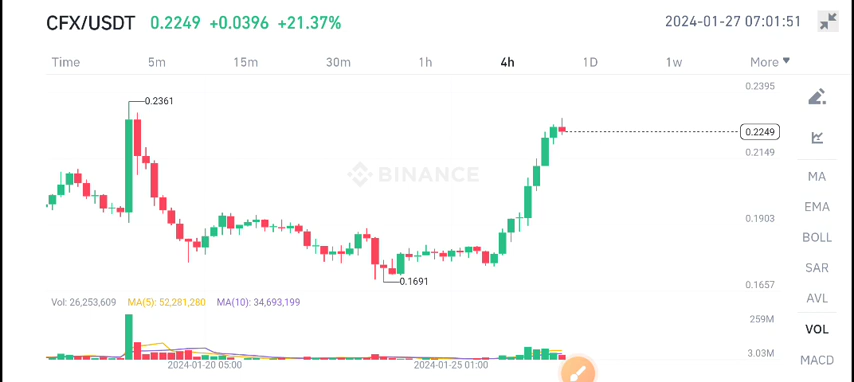 CFX/USDT 0.2249 +0.0396 +21.37% 2024-01-27 07:01:51
Time 5m 15m 30m 1h 4h 1D 1w More
0.2395
0.2361
0.2249
0.2149
BINANCE
MA
EMA
0.1903
BOLL
SAR
0.1691
0.1657
AVL
Vol: 26,253,609 MA(5): 52,281,280 MA(10): 34,693,199
259M
VOL
3.03M
MACD
2024-01-20 05:00 2024-01-25 01:00